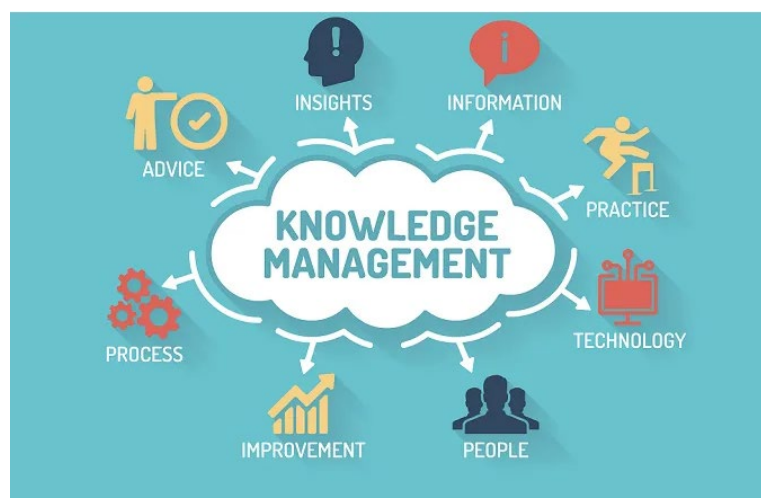 INSIGHTS
INFORMATION
ADVICE
PRACTICE
KNOWLEDGE
MANAGEMENT
PROCESS
TECHNOLOGY
IMPROVEMENT
PEOPLE